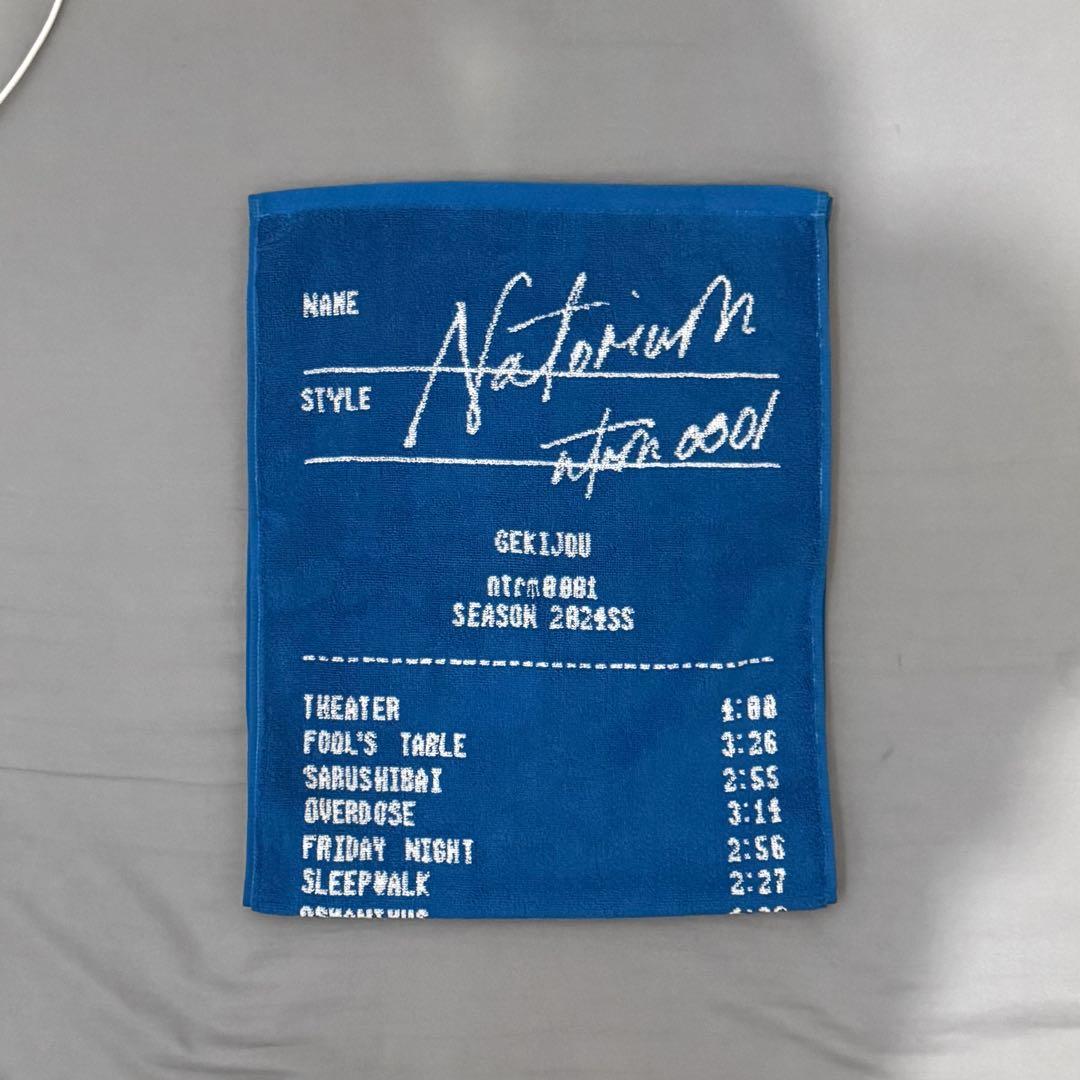 NAME
Natorium
STYLE
ntrm 0001
GEKIJOU
ntrm0001
SEASON 2024SS
THEATER 4:00
FOOL'S TABLE 3:26
SARUSHIBAI 2:55
OVERDOSE 3:14
FRIDAY NIGHT 2:56
SLEEPWALK 2:27